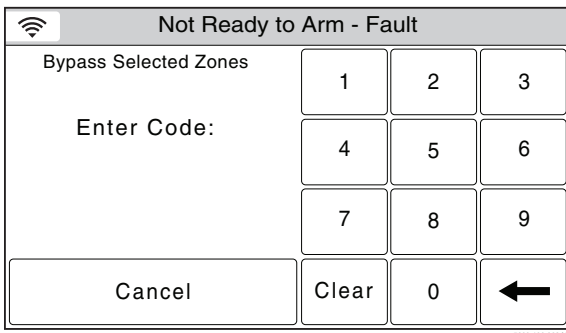 Not Ready to Arm - Fault
Bypass Selected Zones
Enter Code:
1 2 3
4 5 6
7 8 9
Cancel Clear 0